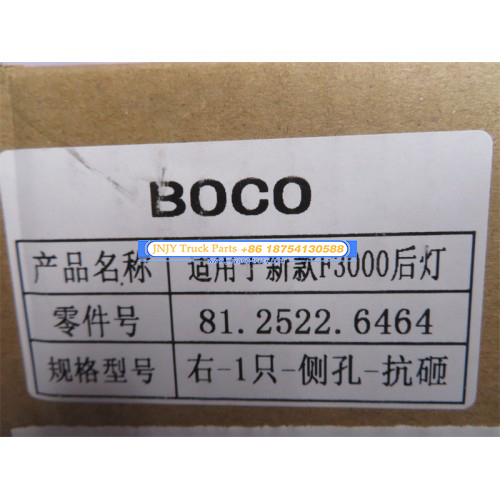 BOCO
JNJY Truck Parts +86 18754130588
产品名称 适用于新款F3000后灯
零件号 81.2522.6464
规格型号 右-1只-侧孔-抗砸